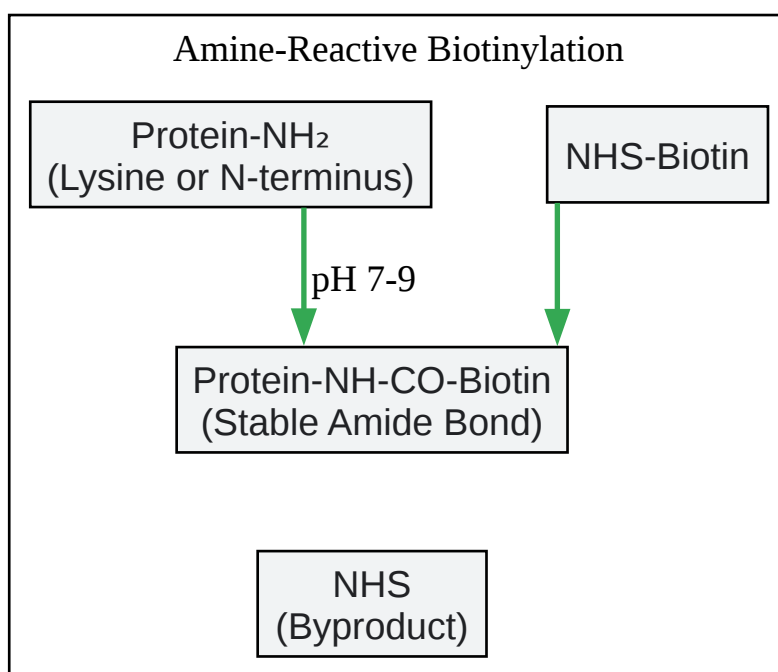 Amine-Reactive Biotinylation
Protein-NH₂
(Lysine or N-terminus)
NHS-Biotin
pH 7-9
Protein-NH-CO-Biotin
(Stable Amide Bond)
NHS
(Byproduct)